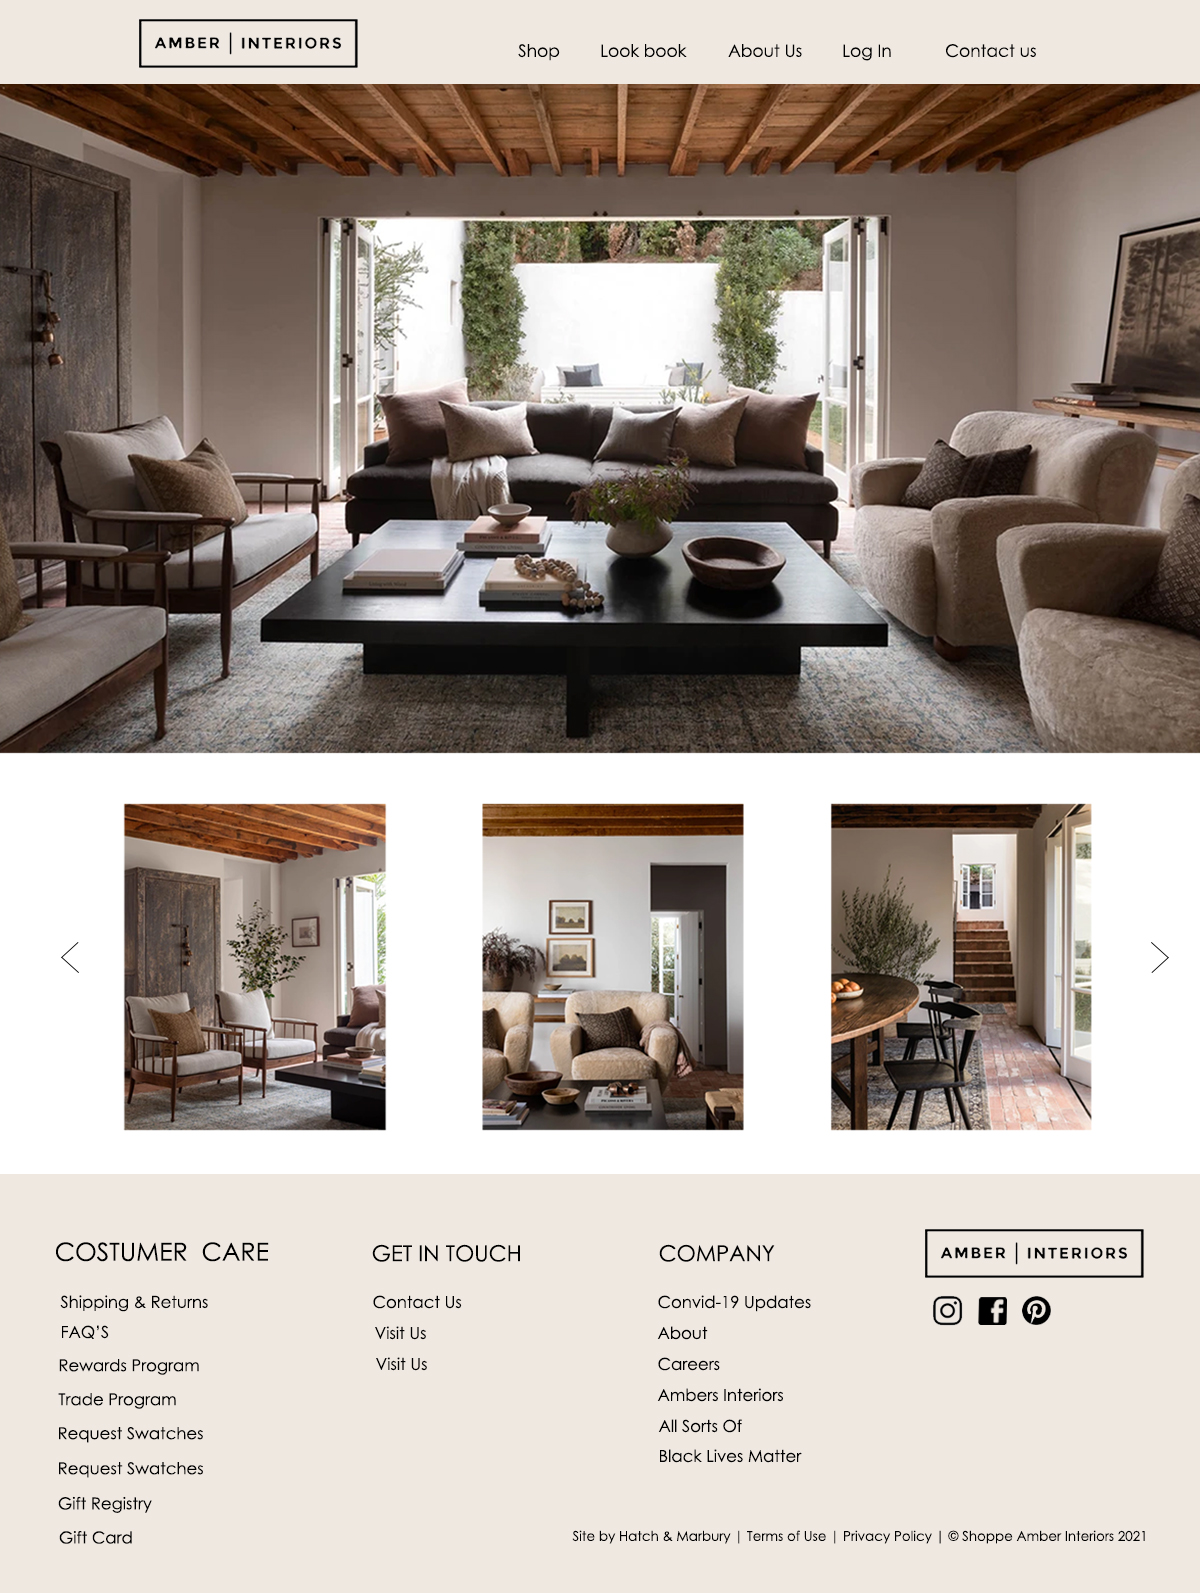 AMBER | INTERIORS
Shop Look book About Us Log In Contact us
COSTUMER CARE
Shipping & Returns
FAQ'S
Rewards Program
Trade Program
Request Swatches
Request Swatches
Gift Registry
Gift Card
GET IN TOUCH
Contact Us
Visit Us
Visit Us
COMPANY
Convid-19 Updates
About
Careers
Ambers Interiors
All Sorts Of
Black Lives Matter
AMBER | INTERIORS
Site by Hatch & Marbury | Terms of Use | Privacy Policy | © Shoppe Amber Interiors 2021